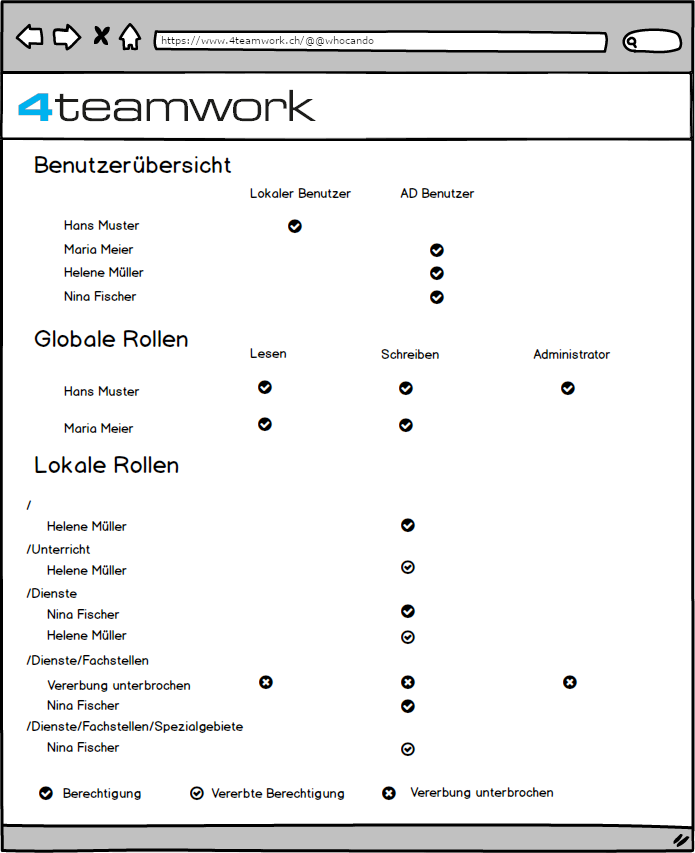 https://www.4teamwork.ch/@@whocando
4teamwork
Benutzerübersicht
Lokaler Benutzer AD Benutzer
Hans Muster
Maria Meier
Helene Müller
Nina Fischer
Globale Rollen
Lesen Schreiben Administrator
Hans Muster
Maria Meier
Lokale Rollen
/
Helene Müller
/Unterricht
Helene Müller
/Dienste
Nina Fischer
Helene Müller
/Dienste/Fachstellen
Vererbung unterbrochen
Nina Fischer
/Dienste/Fachstellen/Spezialgebiete
Nina Fischer
Berechtigung Vererbte Berechtigung Vererbung unterbrochen